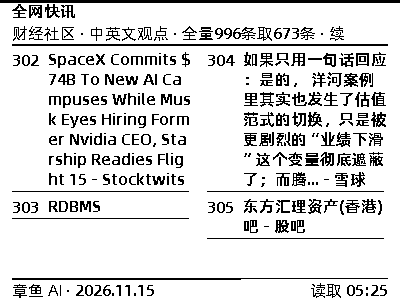 全网快讯
财经社区 · 中英文观点 · 全量996条取673条 · 续
302 SpaceX Commits $
74B To New AI Ca
mpuses While Mus
k Eyes Hiring Form
er Nvidia CEO, Sta
rship Readies Flig
ht 15 - Stocktwits
303 RDBMS
304 如果只用一句话回应
：是的， 洋河案例
里其实也发生了估值
范式的切换，只是被
更剧烈的“业绩下滑
”这个变量彻底遮蔽
了；而腾... - 雪球
305 东方汇理资产(香港)
吧 - 股吧
章鱼 AI · 2026.11.15
读取 05:25